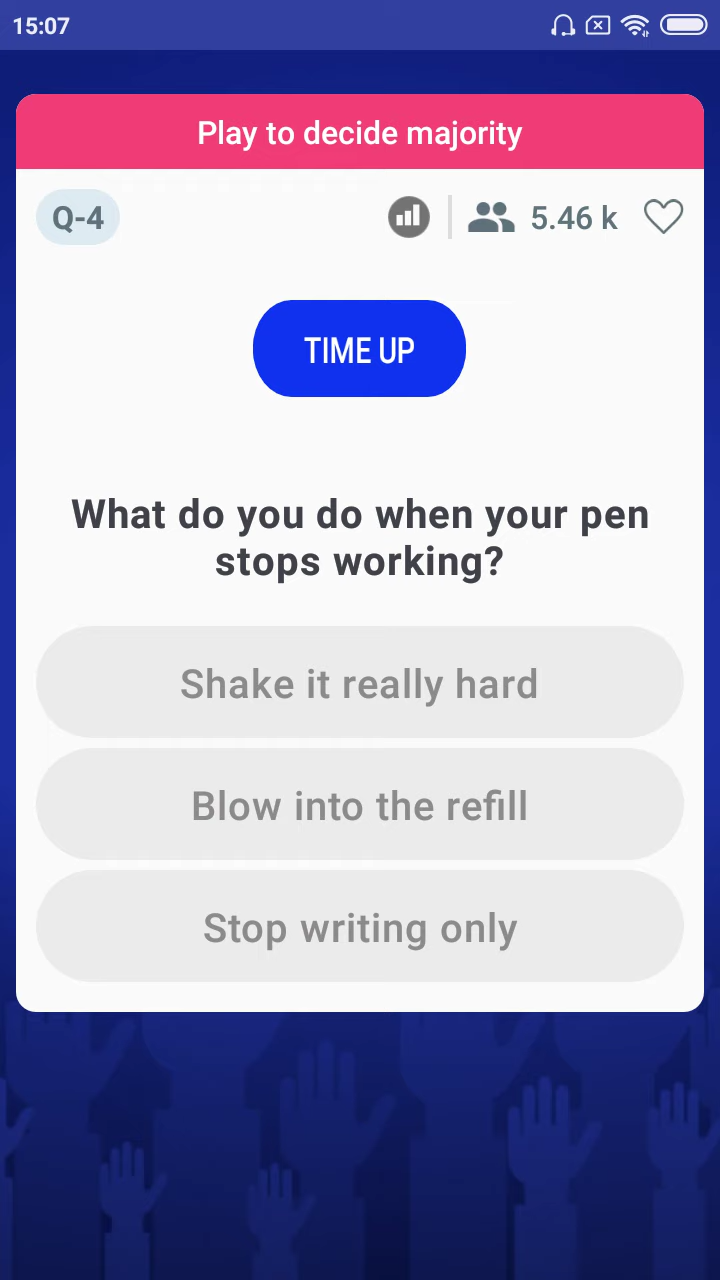 15:07
Play to decide majority
Q-4
5.46 k
TIME UP
What do you do when your pen
stops working?
Shake it really hard
Blow into the refill
Stop writing only